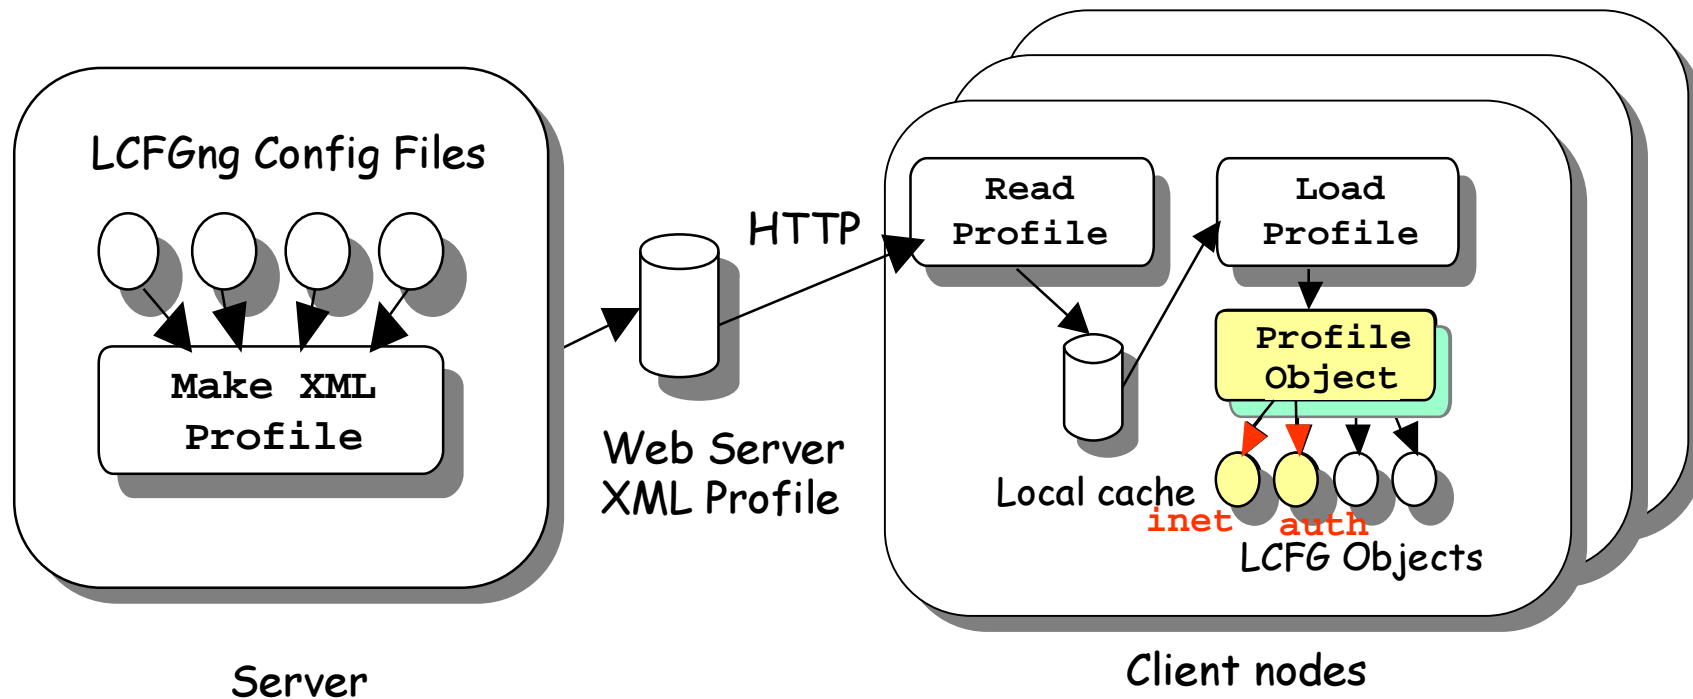 LCFGng Config Files
Make XML
Profile
Server
HTTP
Web Server
XML Profile
Read
Profile
Load
Profile
Profile
Object
Local cache
inet
auth
LCFG Objects
Client nodes